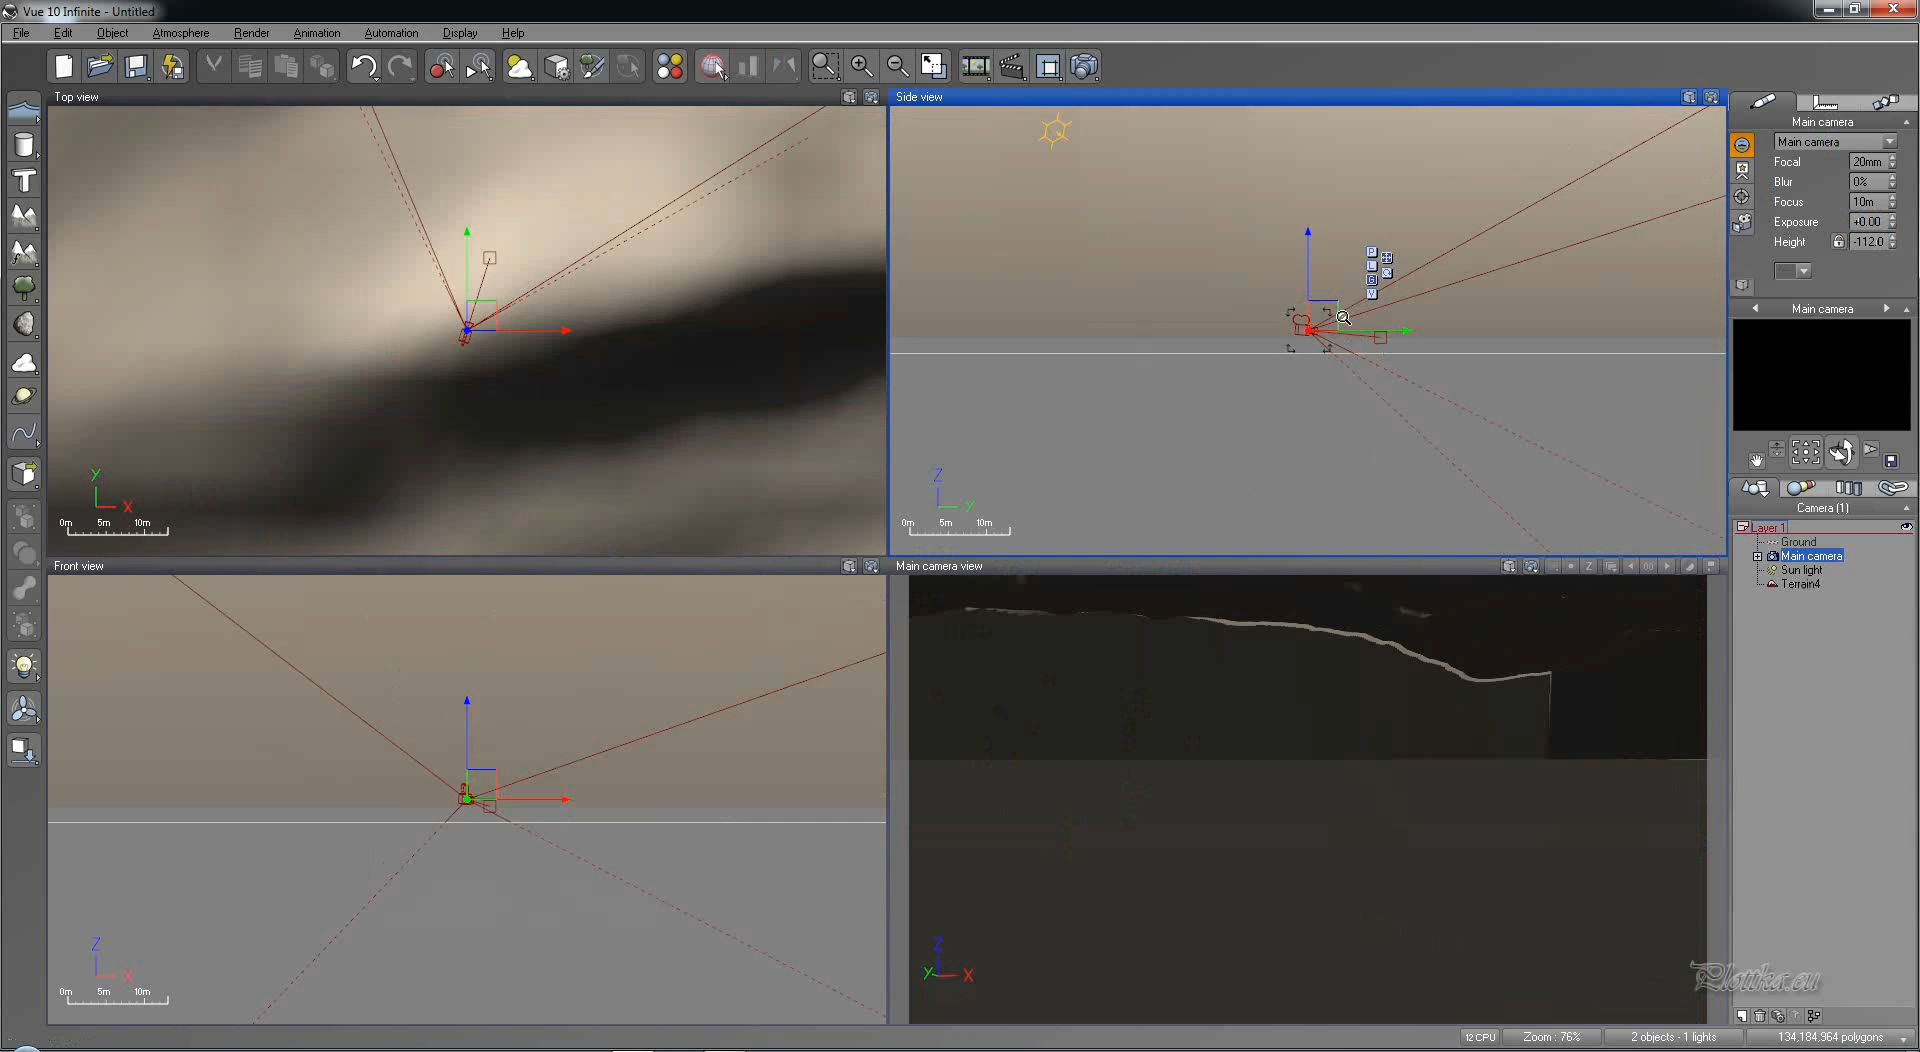 Vue 10 Infinite - Untitled
File Edit Object Atmosphere Render Animation Automation Display Help
Top view
Side view
Main camera
Main camera
Focal 20mm
Blur 0%
Focus 10m
Exposure +0.00
Height -112.0
P
L
G
V
Main camera
Y
X
0m 5m 10m
Z
Y
0m 5m 10m
Camera (1)
Layer 1
Ground
Main camera
Sun light
Terrain4
Front view
Main camera view
Z
00
Z
X
0m 5m 10m
Z
Y
X
Plottka.eu
12 CPU
Zoom : 76%
2 objects - 1 lights
134,184,964 polygons